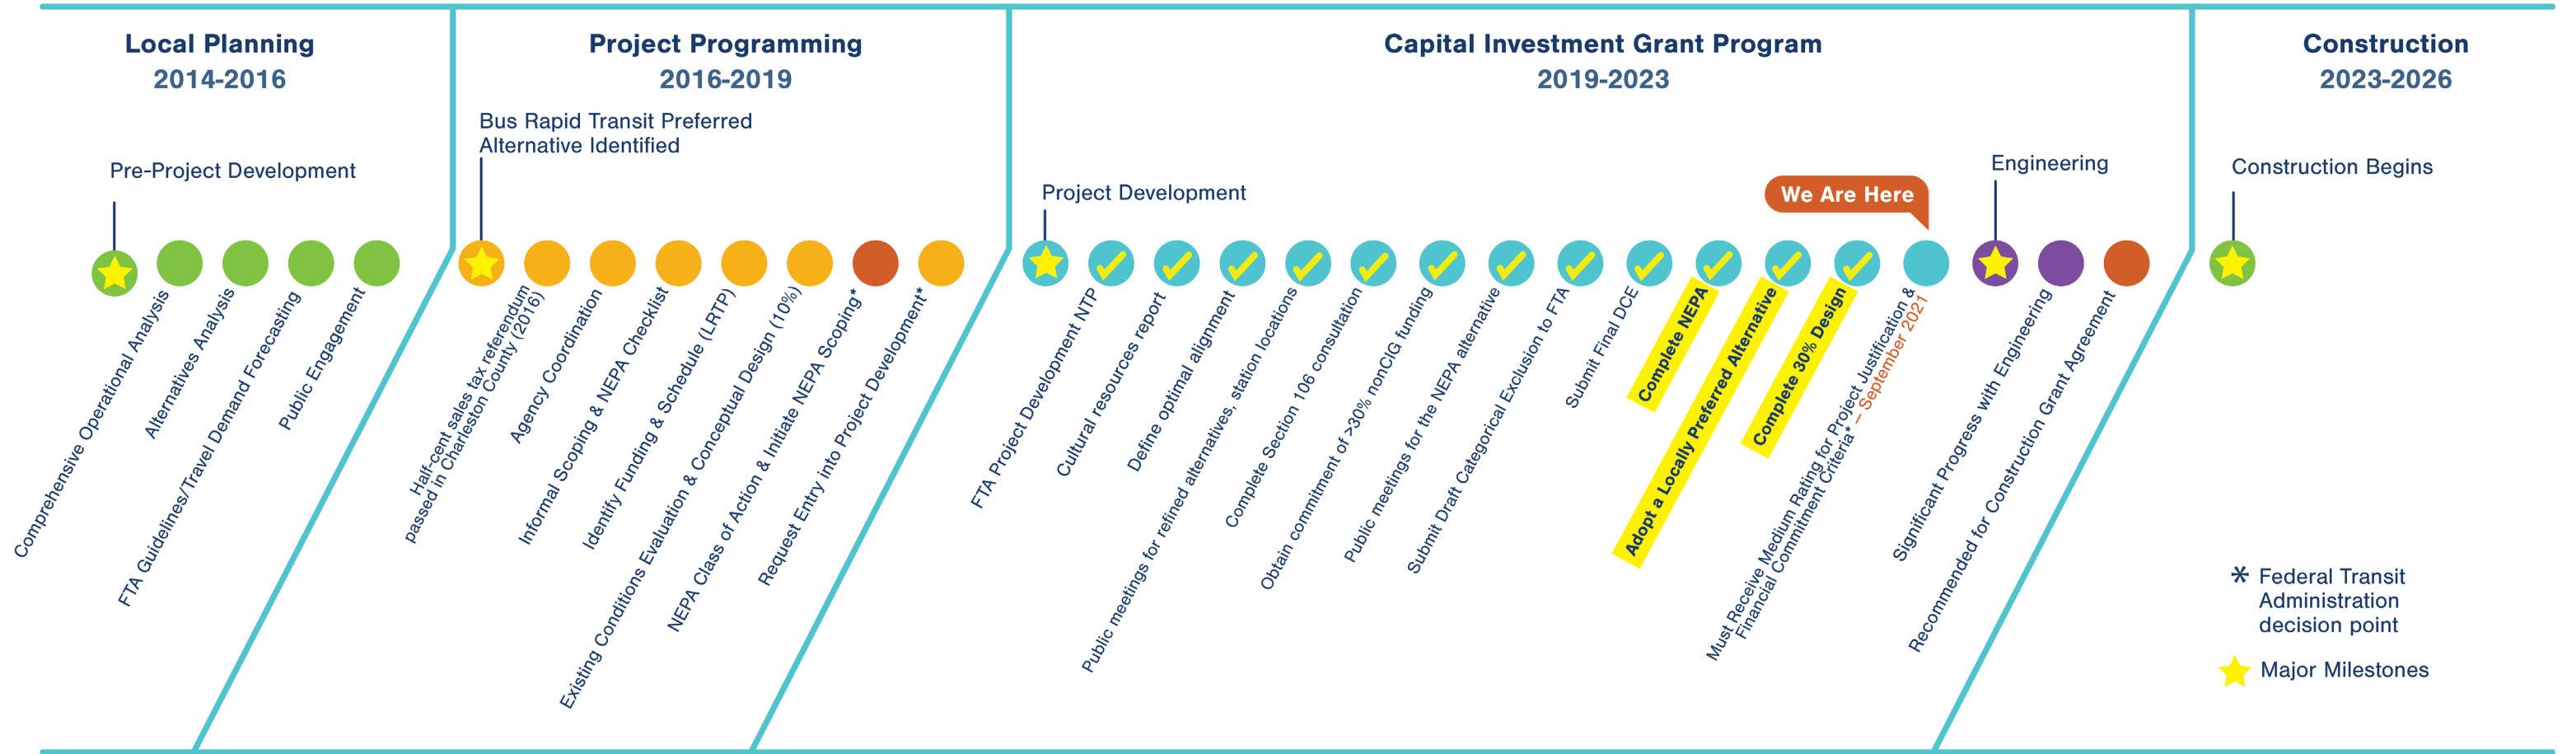 Local Planning
2014-2016
Project Programming
2016-2019
Capital Investment Grant Program
2019-2023
Construction
2023-2026
Pre-Project Development
Comprehensive Operational Analysis
Alternatives Analysis
FTA Guidelines/Travel Demand Forecasting
Public Engagement
Bus Rapid Transit Preferred
Alternative Identified
Half-cent sales tax referendum
passed in Charleston County (2016)
Agency Coordination
Informal Scoping & NEPA Checklist
Identify Funding & Schedule (LRTP)
Existing Conditions Evaluation & Conceptual Design (10%)
NEPA Class of Action & Initiate NEPA Scoping*
Request Entry into Project Development*
Project Development
FTA Project Development NTP
Cultural resources report
Define optimal alignment
Public meetings for refined alternatives, station locations
Complete Section 106 consultation
Obtain commitment of >30% nonCIG funding
Public meetings for the NEPA alternative
Submit Draft Categorical Exclusion to FTA
Submit Final DCE
Complete NEPA
Adopt a Locally Preferred Alternative
Complete 30% Design
We Are Here
Must Receive Medium Rating for Project Justification &
Financial Commitment Criteria* – September 2021
Engineering
Significant Progress with Engineering
Recommended for Construction Grant Agreement
Construction Begins
* Federal Transit
Administration
decision point
Major Milestones